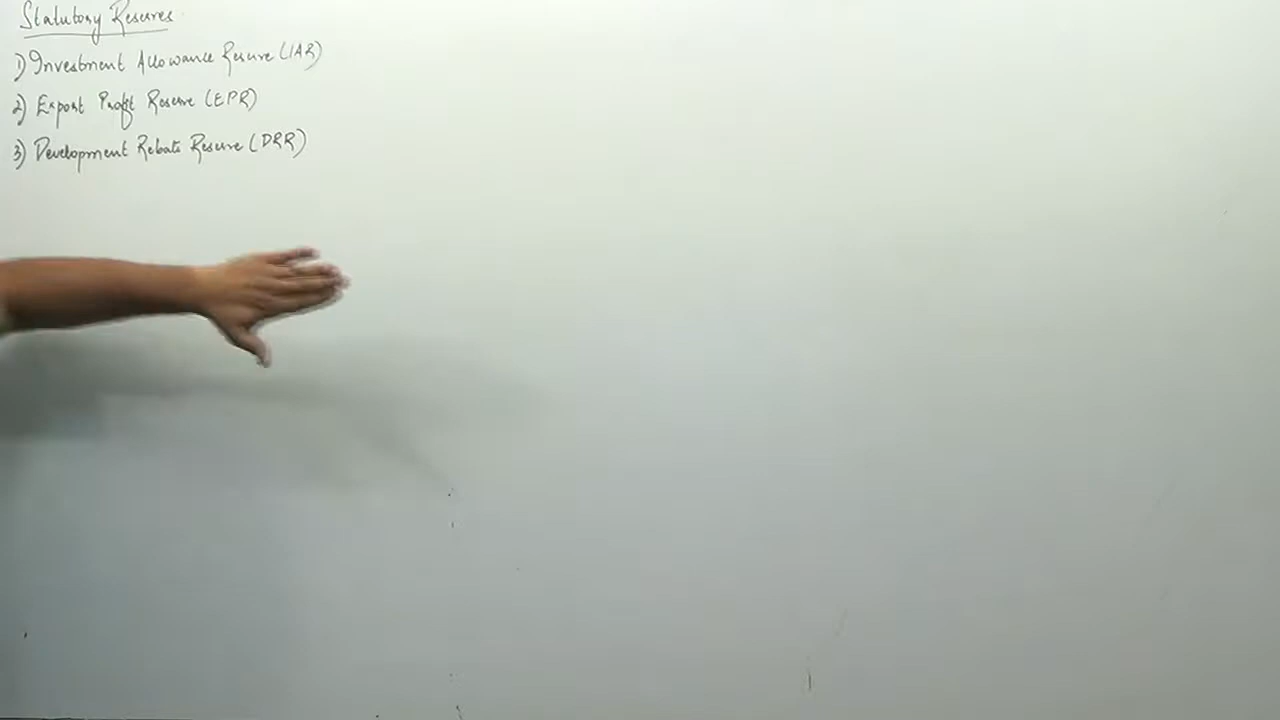 Statutory Reserves
1) Investment Allowance Reserve (IAR)
2) Export Profit Reserve (EPR)
3) Development Rebate Reserve (DRR)